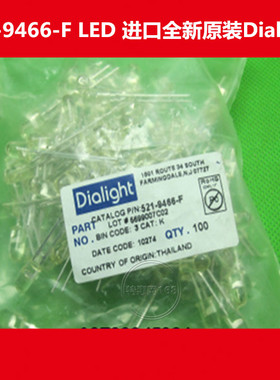 -9466-F LED 进口全新原装Dial
Dialight
1501 ROUTE 34 SOUTH
FARMINGDALE,NJ 07727
CATALOG P/N:521-9466-F
PART
LOT # 5699007C02
NO. BIN CODE: 3 CAT: K
DATE CODE: 10274 QTY. 100
COUNTRY OF ORIGIN:THAILAND